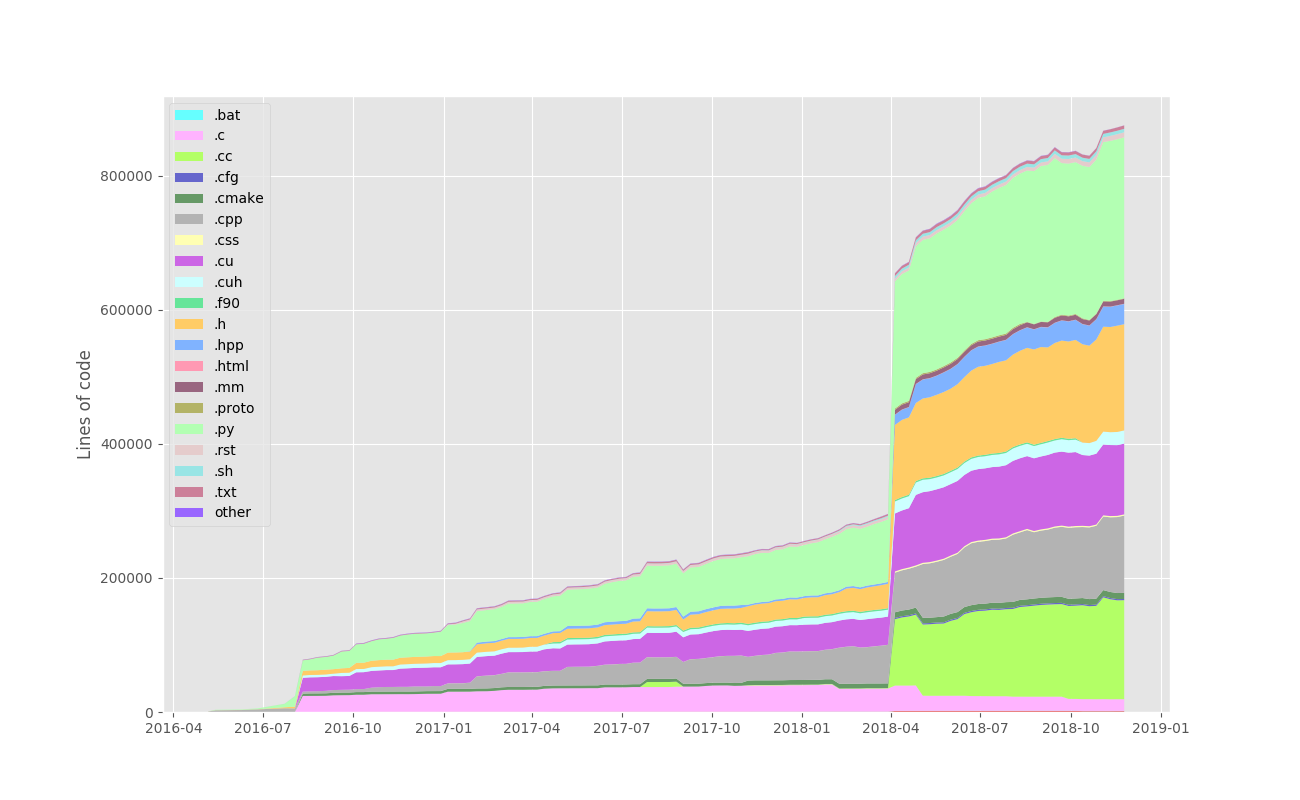 .bat
.c
.cc
.cfg
.cmake
.cpp
.css
.cu
.cuh
.f90
.h
.hpp
.html
.mm
.proto
.py
.rst
.sh
.txt
other
Lines of code
800000
600000
400000
200000
0
2016-04 2016-07 2016-10 2017-01 2017-04 2017-07 2017-10 2018-01 2018-04 2018-07 2018-10 2019-01